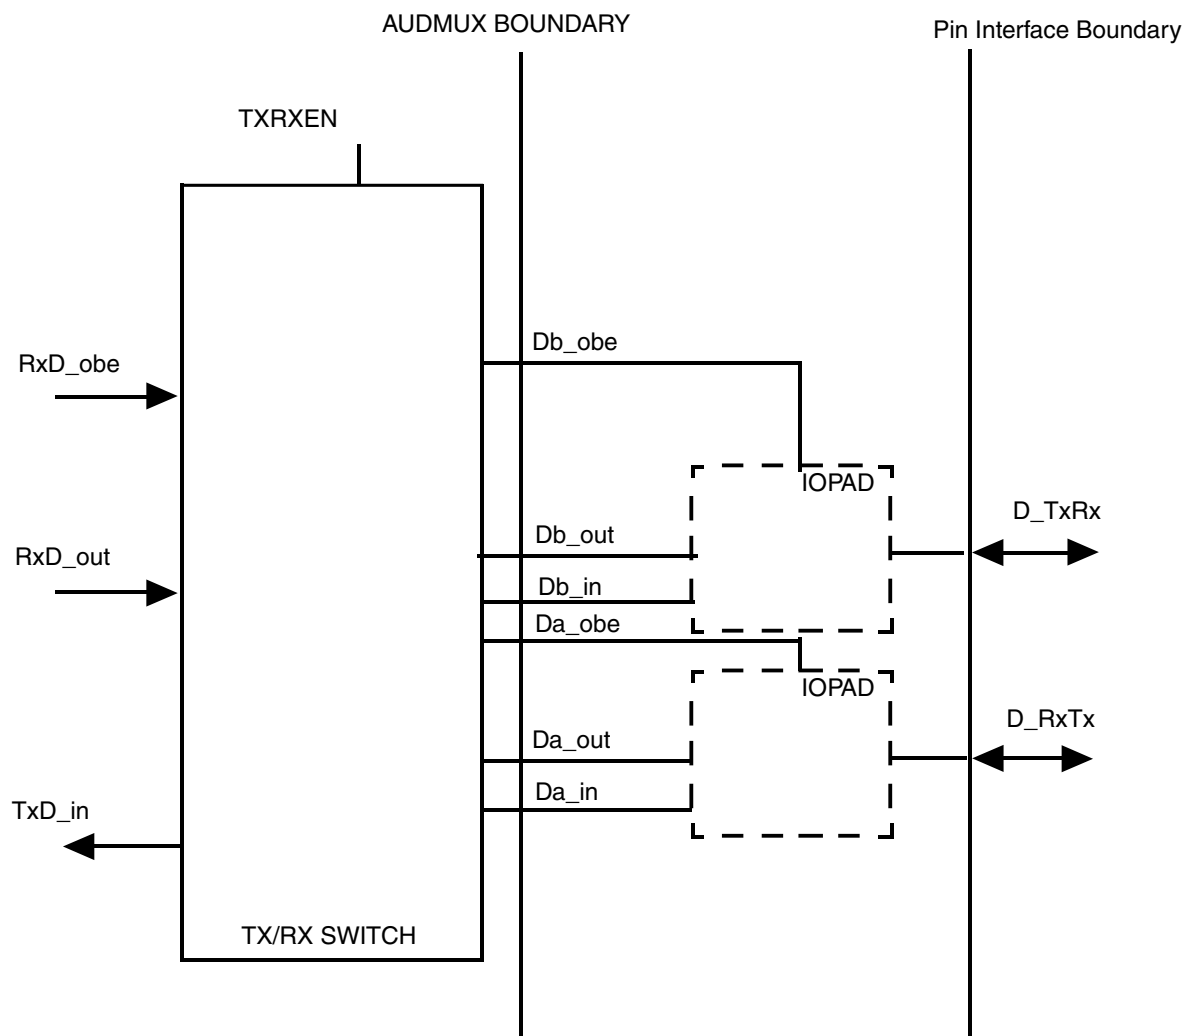 AUDMUX BOUNDARY
Pin Interface Boundary
TXRXEN
Db_obe
RxD_obe
IOPAD
D_TxRx
Db_out
RxD_out
Db_in
Da_obe
IOPAD
D_RxTx
Da_out
Da_in
TxD_in
TX/RX SWITCH